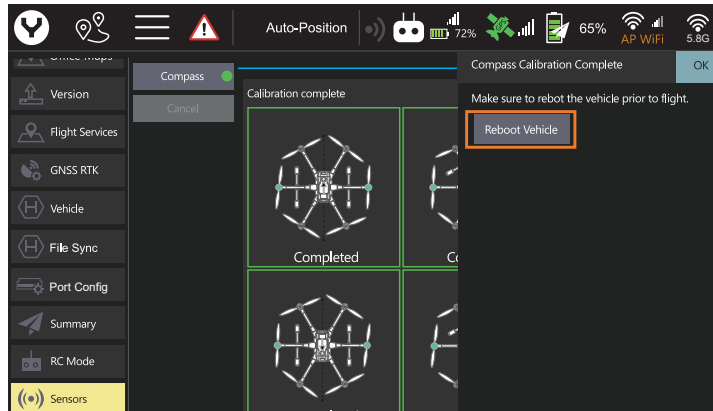 Auto-Position
72%
65%
AP WiFi
5.8G
Version
Flight Services
GNSS RTK
Vehicle
File Sync
Port Config
Summary
RC Mode
Sensors
Compass
Cancel
Calibration complete
Completed
Compass Calibration Complete
OK
Make sure to rebot the vehicle prior to flight.
Reboot Vehicle